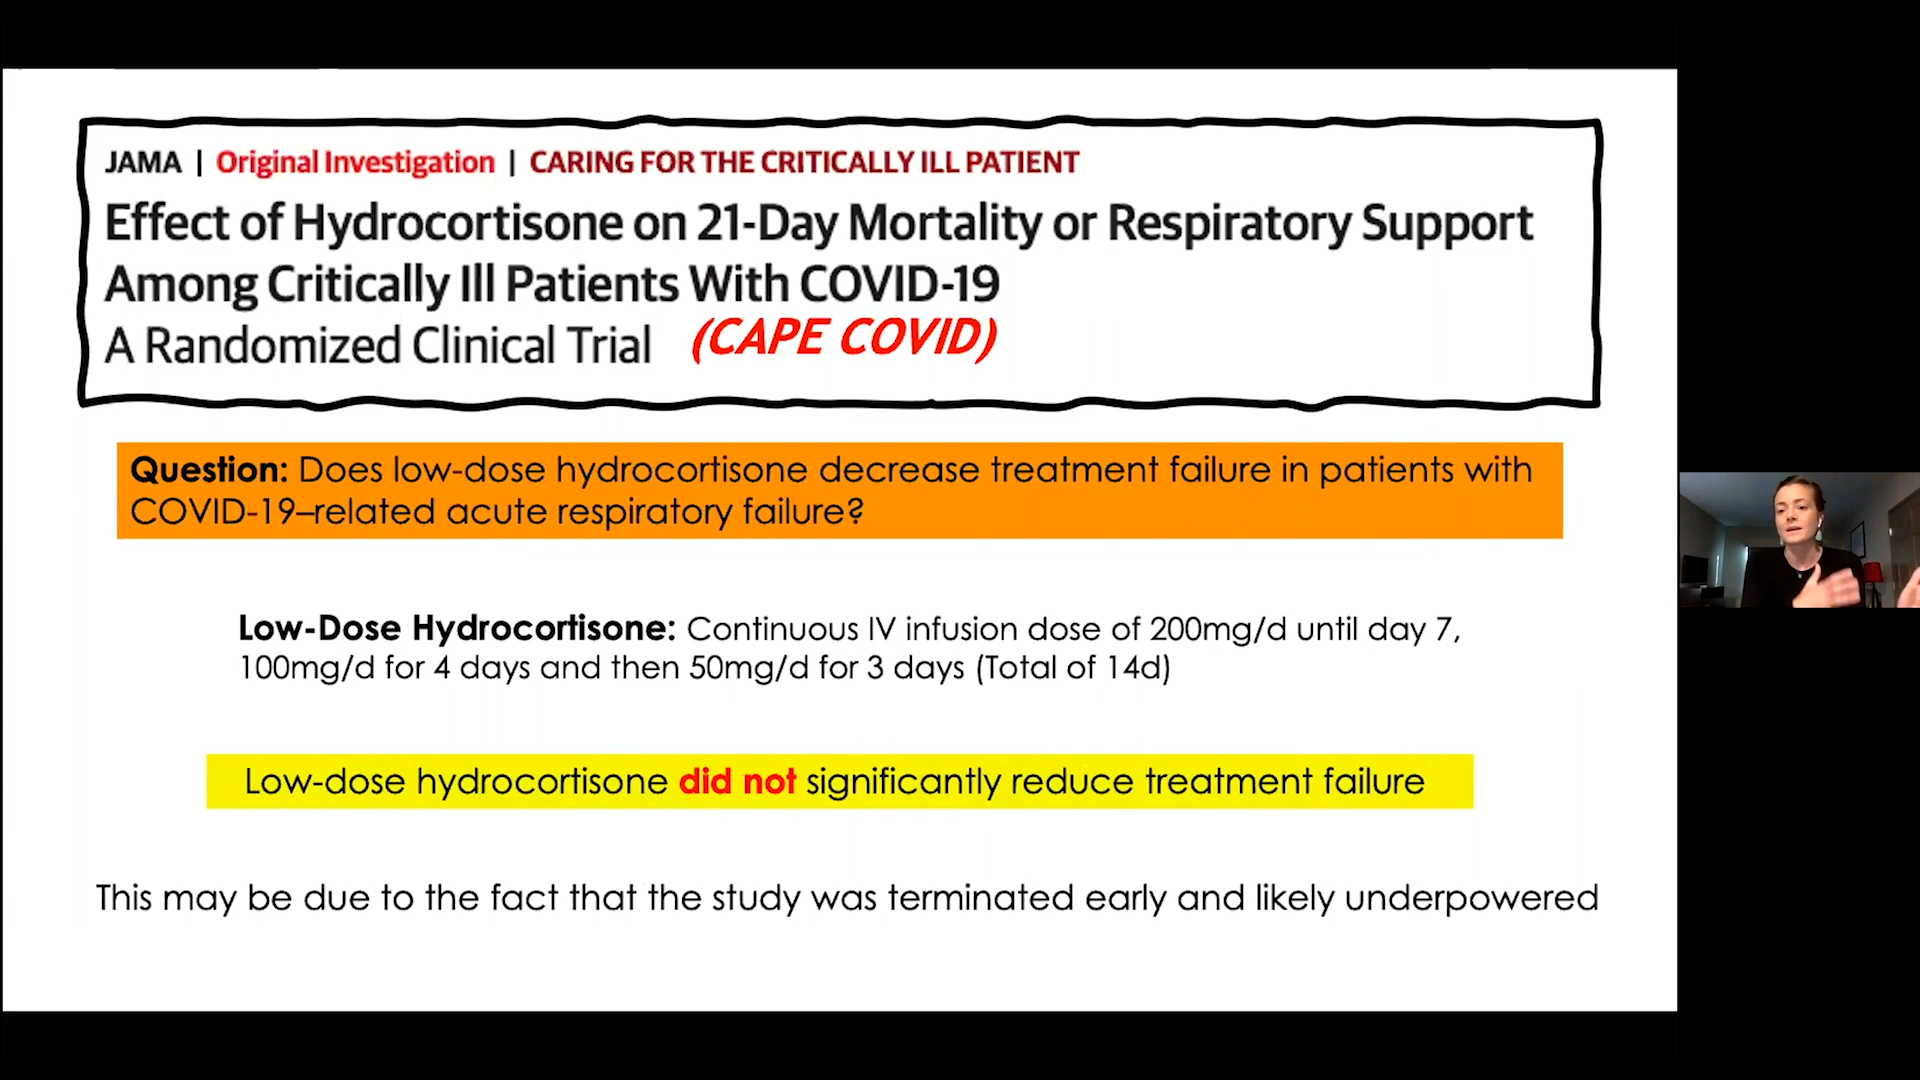 JAMA | Original Investigation | CARING FOR THE CRITICALLY ILL PATIENT
Effect of Hydrocortisone on 21-Day Mortality or Respiratory Support
Among Critically Ill Patients With COVID-19
A Randomized Clinical Trial (CAPE COVID)
Question: Does low-dose hydrocortisone decrease treatment failure in patients with
COVID-19–related acute respiratory failure?
Low-Dose Hydrocortisone: Continuous IV infusion dose of 200mg/d until day 7,
100mg/d for 4 days and then 50mg/d for 3 days (Total of 14d)
Low-dose hydrocortisone did not significantly reduce treatment failure
This may be due to the fact that the study was terminated early and likely underpowered